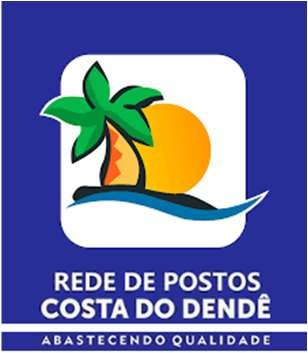 REDE DE POSTOS
COSTA DO DENDÊ
ABASTECENDO QUALIDADE